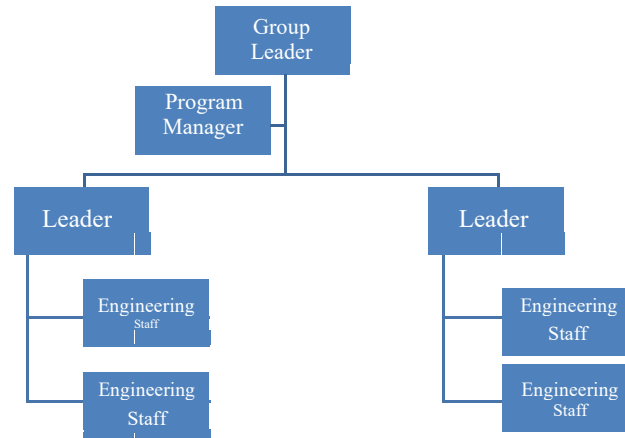 Group
Leader
Program
Manager
Leader
Leader
Engineering
Staff
Engineering
Staff
Engineering
Staff
Engineering
Staff